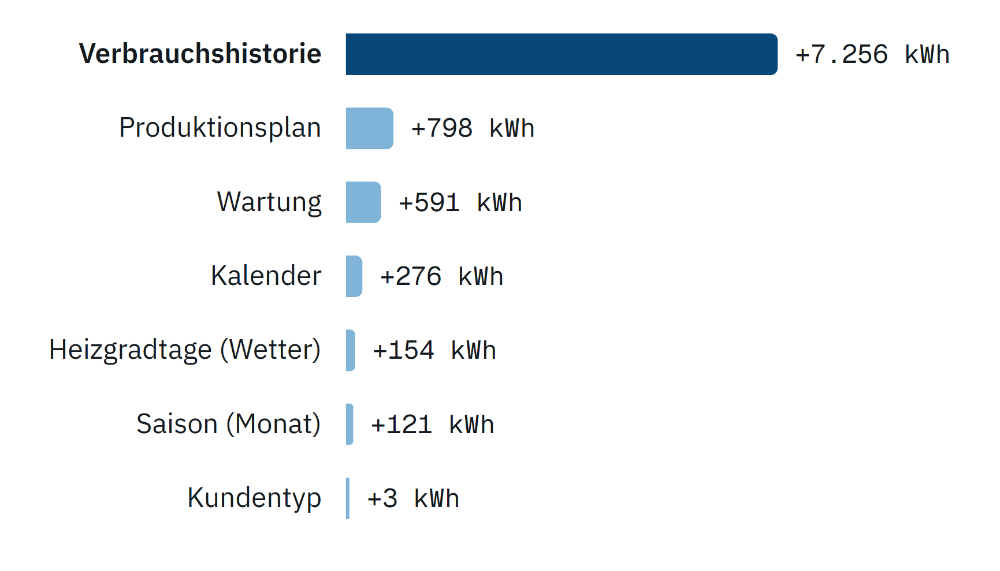 Verbrauchshistorie +7.256 kWh
Produktionsplan +798 kWh
Wartung +591 kWh
Kalender +276 kWh
Heizgradtage (Wetter) +154 kWh
Saison (Monat) +121 kWh
Kundentyp +3 kWh